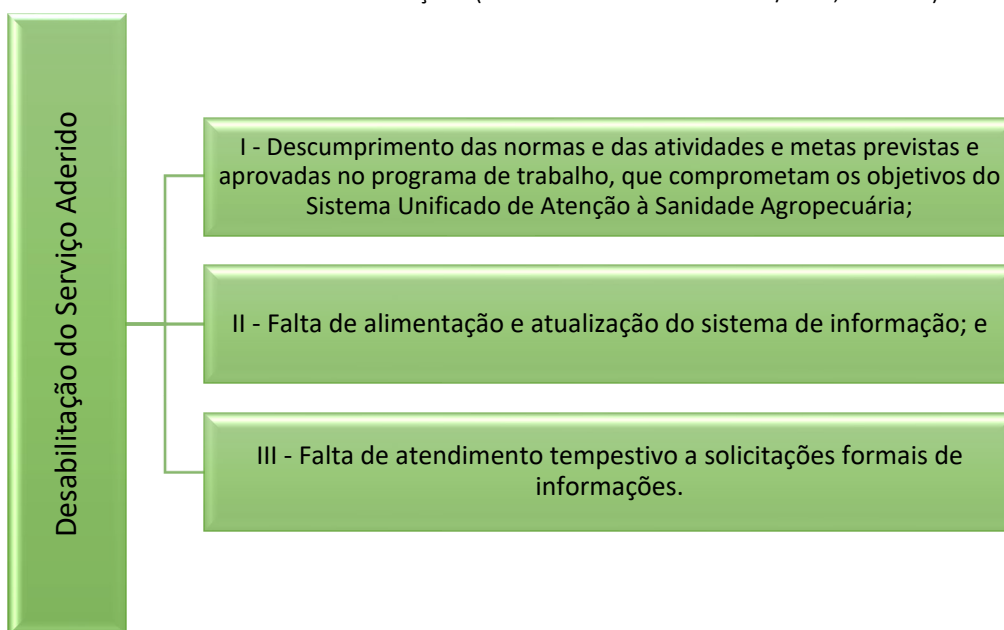 Desabilitação do Serviço Aderido
I - Descumprimento das normas e das atividades e metas previstas e
aprovadas no programa de trabalho, que comprometam os objetivos do
Sistema Unificado de Atenção à Sanidade Agropecuária;
II - Falta de alimentação e atualização do sistema de informação; e
III - Falta de atendimento tempestivo a solicitações formais de
informações.